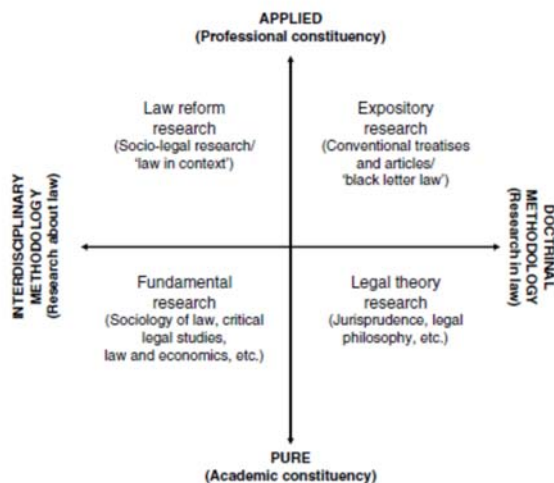 APPLIED
(Professional constituency)
Law reform
research
(Socio-legal research/
‘law in context’)
Expository
research
(Conventional treatises
and articles/
‘black letter law’)
INTERDISCIPLINARY
METHODOLOGY
(Research about law)
DOCTRINAL
METHODOLOGY
(Research in law)
Fundamental
research
(Sociology of law, critical
legal studies,
law and economics, etc.)
Legal theory
research
(Jurisprudence, legal
philosophy, etc.)
PURE
(Academic constituency)